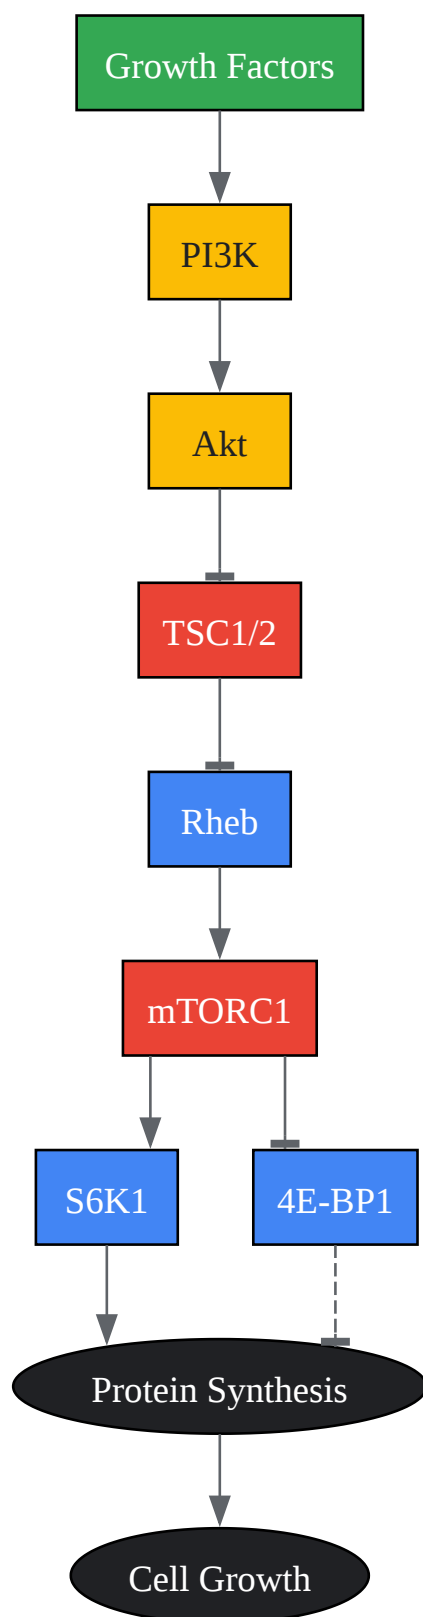 Growth Factors
PI3K
Akt
TSC1/2
Rheb
mTORC1
S6K1
4E-BP1
Protein Synthesis
Cell Growth